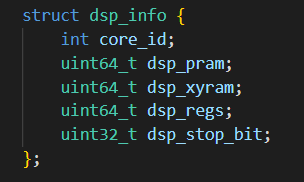 struct dsp_info {
    int core_id;
    uint64_t dsp_pram;
    uint64_t dsp_xyram;
    uint64_t dsp_regs;
    uint32_t dsp_stop_bit;
};